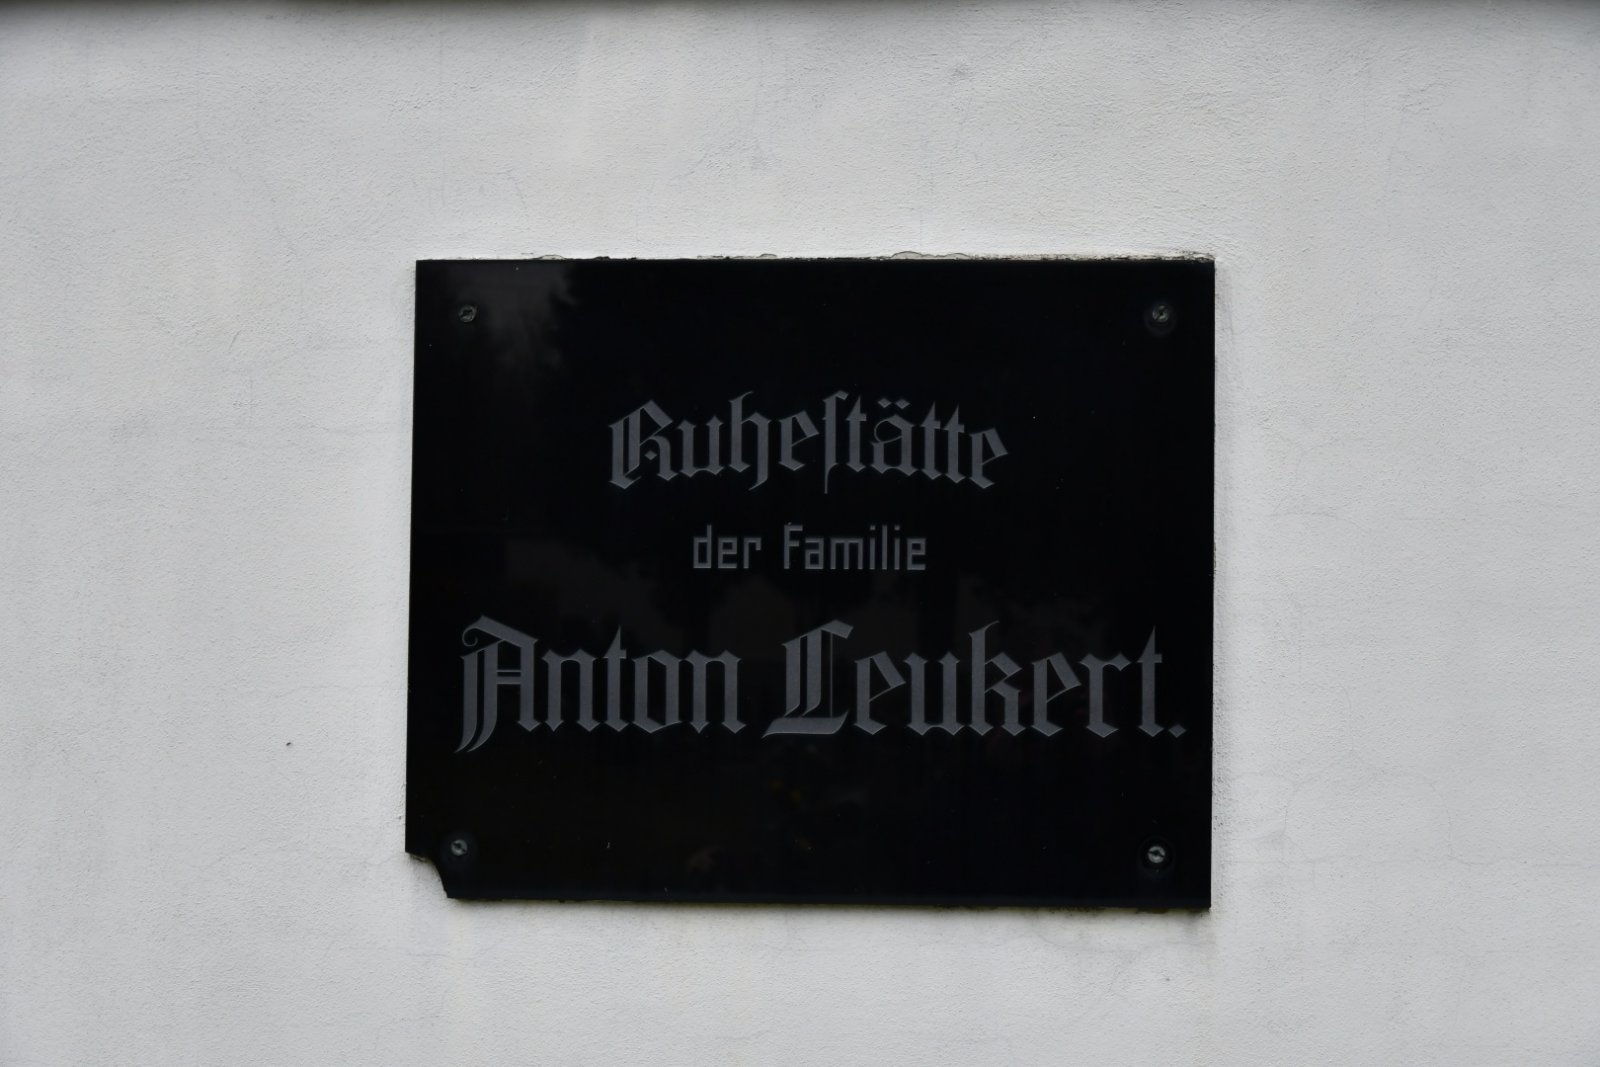 Ruheſtätte
der Familie
Anton Leukert.